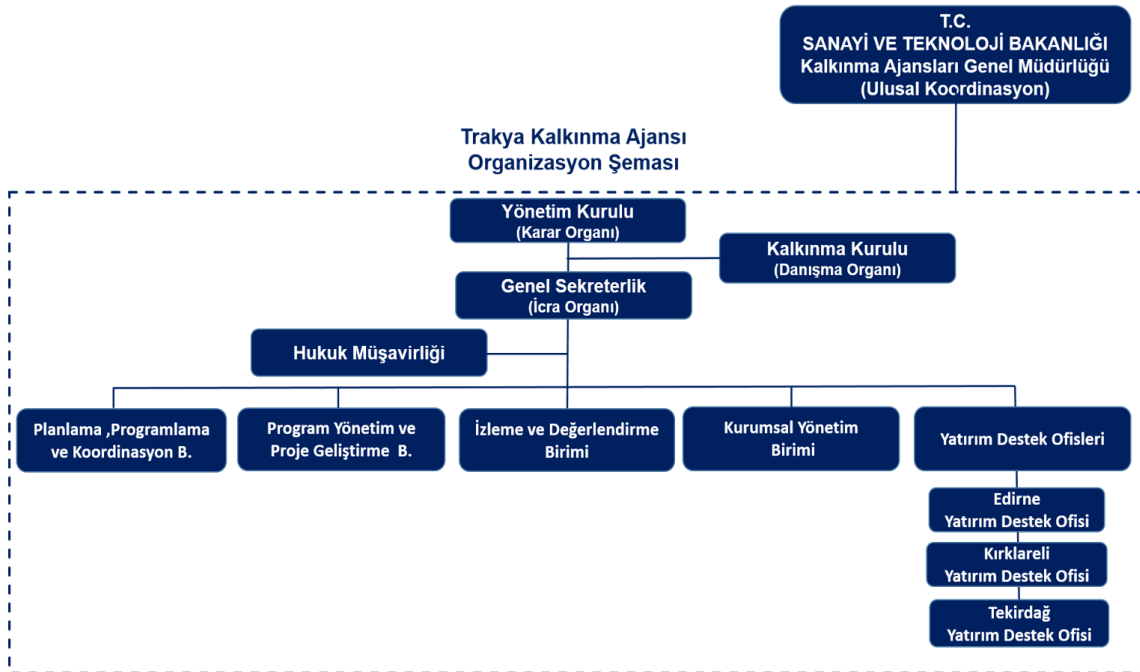 T.C.
SANAYİ VE TEKNOLOJİ BAKANLIĞI
Kalkınma Ajansları Genel Müdürlüğü
(Ulusal Koordinasyon)
Trakya Kalkınma Ajansı
Organizasyon Şeması
Yönetim Kurulu
(Karar Organı)
Kalkınma Kurulu
(Danışma Organı)
Genel Sekreterlik
(İcra Organı)
Hukuk Müşavirliği
Planlama ,Programlama
ve Koordinasyon B.
Program Yönetim ve
Proje Geliştirme B.
İzleme ve Değerlendirme
Birimi
Kurumsal Yönetim
Birimi
Yatırım Destek Ofisleri
Edirne
Yatırım Destek Ofisi
Kırklareli
Yatırım Destek Ofisi
Tekirdağ
Yatırım Destek Ofisi